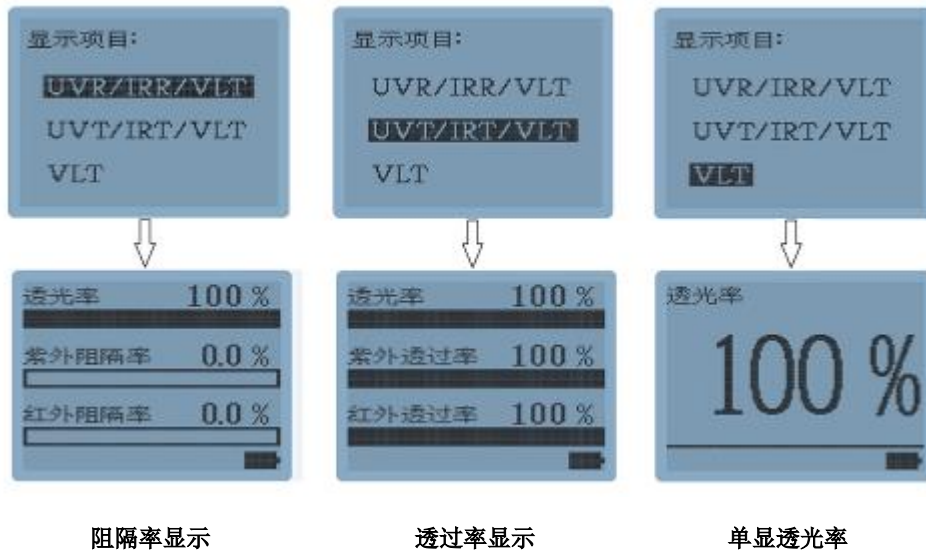 显示项目:
UVR/IRR/VLT
UVT/IRT/VLT
VLT
显示项目:
UVR/IRR/VLT
UVT/IRT/VLT
VLT
显示项目:
UVR/IRR/VLT
UVT/IRT/VLT
VLT
透光率 100 %
紫外阻隔率 0.0 %
红外阻隔率 0.0 %
透光率 100 %
紫外透过率 100 %
红外透过率 100 %
透光率
100 %
阻隔率显示
透过率显示
单显透光率